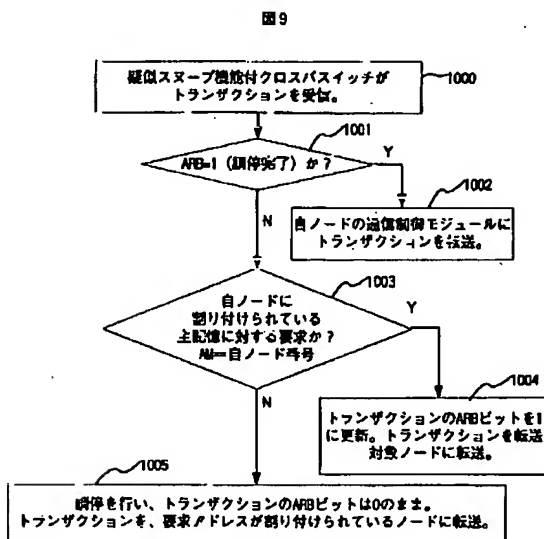 図9
疑似スヌープ機能付クロスバスイッチが
トランザクションを受信。
1000
ARB=1(調停完了)か?
1001
Y
N
1002
自ノードの通信制御モジュールに
トランザクションを転送。
1003
自ノードに
割り付けられている
主記憶に対する要求か?
AM==自ノード番号
Y
N
1004
トランザクションのARBビットを1
に更新。トランザクションを転送
対象ノードに転送。
1005
調停を行い、トランザクションのARBビットは0のまま。
トランザクションを、要求アドレスが割り付けられているノードに転送。